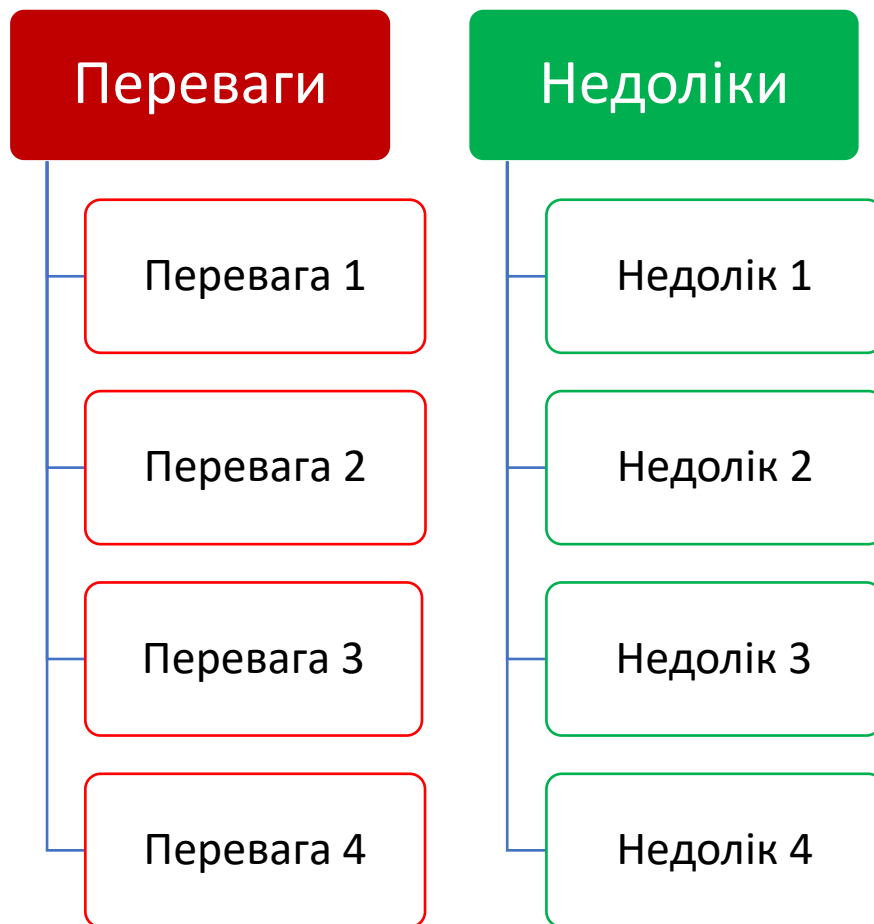 Переваги
Перевага 1
Перевага 2
Перевага 3
Перевага 4
Недоліки
Недолік 1
Недолік 2
Недолік 3
Недолік 4